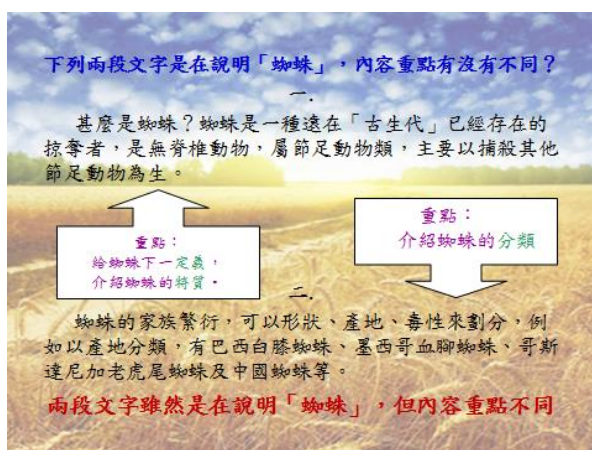 下列兩段文字是在說明「蜘蛛」，內容重點有沒有不同？
一.
甚麼是蜘蛛？蜘蛛是一種遠在「古生代」已經存在的
掠奪者，是無脊椎動物，屬節足動物類，主要以捕殺其他
節足動物為生。
重點：
給蜘蛛下一定義，
介紹蜘蛛的特質。
重點：
介紹蜘蛛的分類
二.
蜘蛛的家族繁衍，可以形狀、產地、毒性來劃分，例
如以產地分類，有巴西白膝蜘蛛、墨西哥血腳蜘蛛、哥斯
達尼加老虎尾蜘蛛及中國蜘蛛等。
兩段文字雖然是在說明「蜘蛛」，但內容重點不同